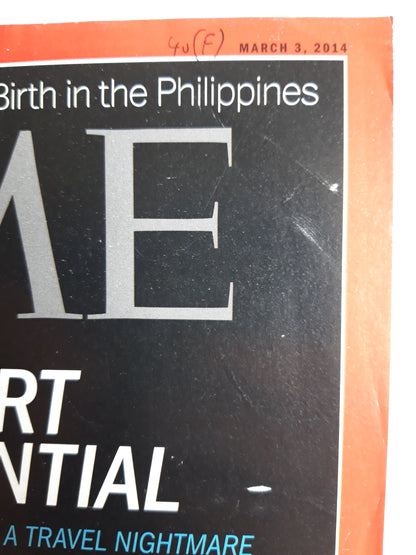 40(F) MARCH 3, 2014
Birth in the Philippines
ME
RT
NTIAL
A TRAVEL NIGHTMARE